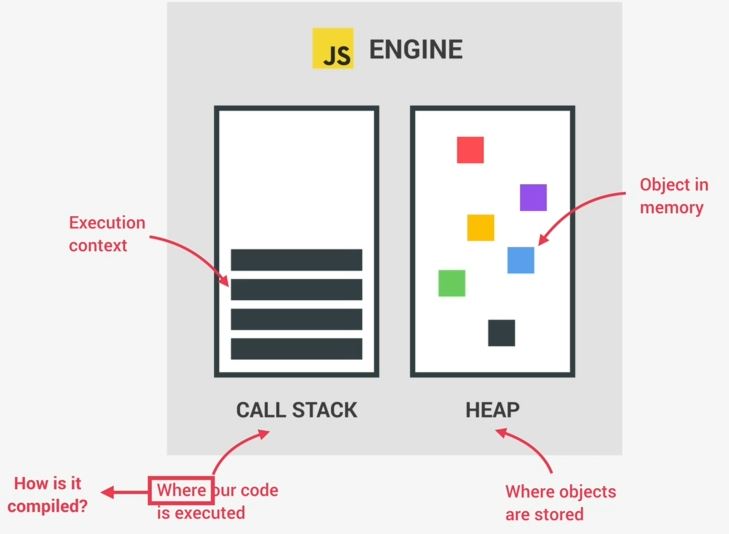 JS ENGINE
Object in
memory
Execution
context
CALL STACK
HEAP
How is it
compiled?
Where our code
is executed
Where objects
are stored